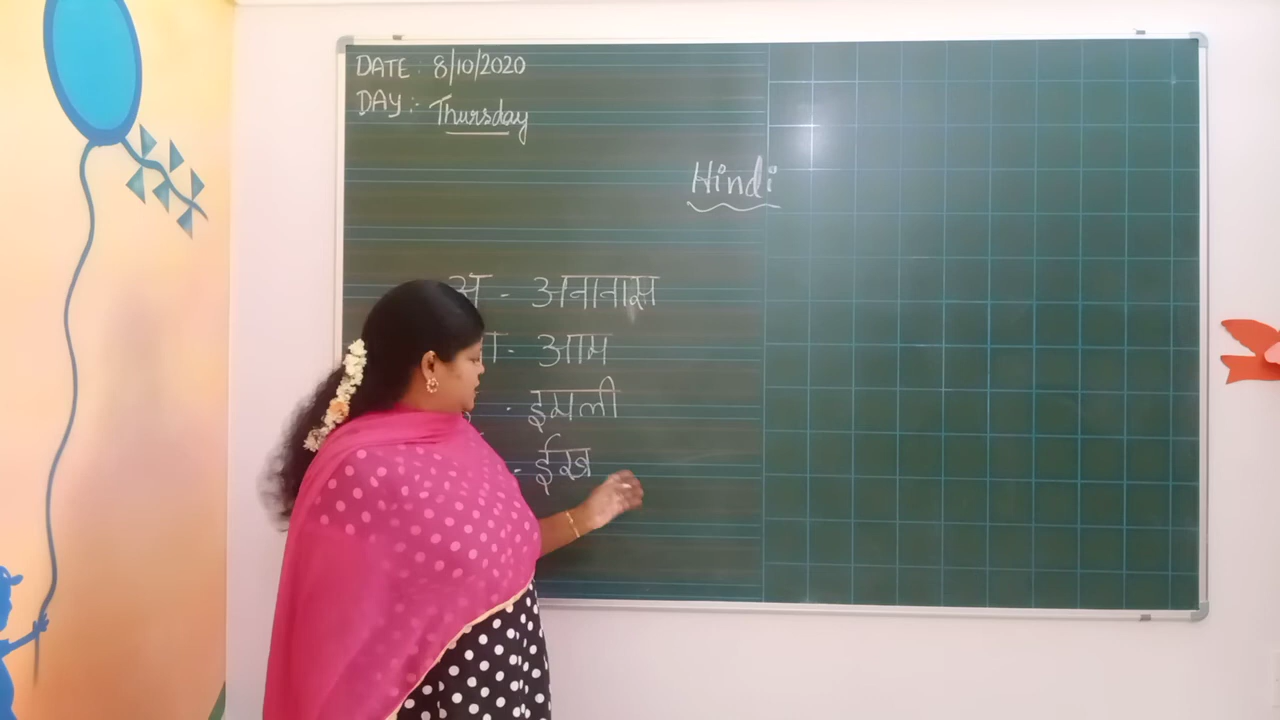 DATE : 8/10/2020
DAY :- Thursday
Hindi
अ - अनानास
आ - आम
- इमली
- ईख